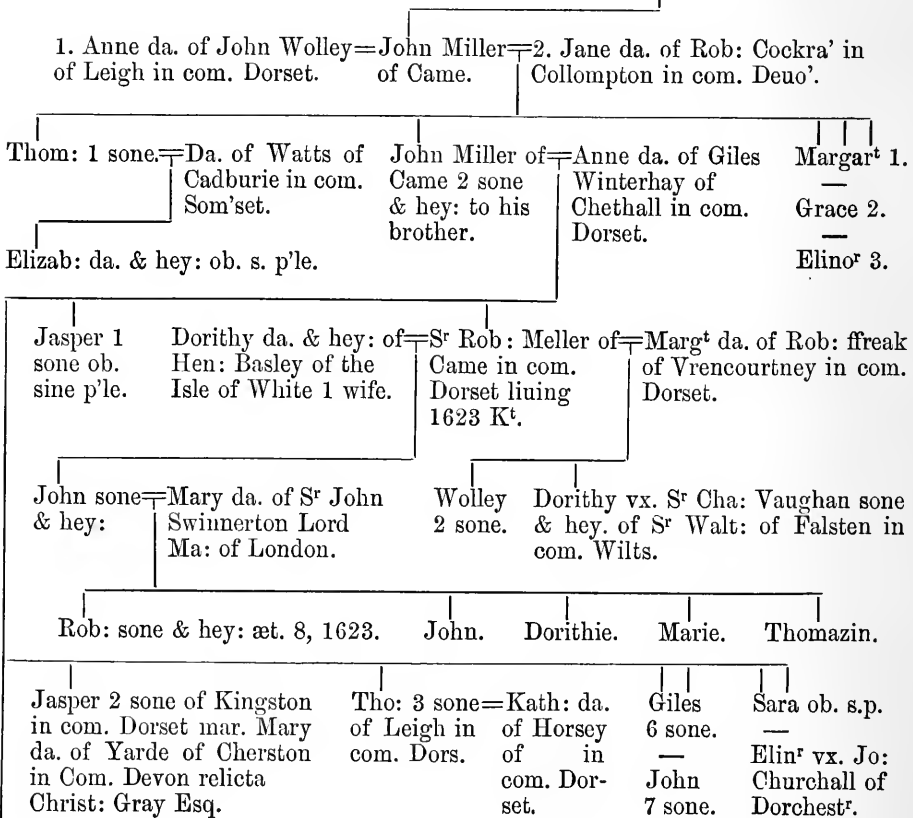 1. Anne da. of John Wolley=John Miller=2. Jane da. of Rob: Cockra' in
of Leigh in com. Dorset. of Came. Collompton in com. Deuo'.
Thom: 1 sone.=Da. of Watts of
Cadburie in com.
Som'set.
John Miller of=Anne da. of Giles
Came 2 sone Winterhay of
& hey: to his Chethall in com.
brother. Dorset.
Margarᵗ 1.
—
Grace 2.
—
Elinoʳ 3.
Elizab: da. & hey: ob. s. p'le.
Jasper 1
sone ob.
sine p'le.
Dorithy da. & hey: of=Sʳ Rob: Meller of=Margᵗ da. of Rob: ffreak
Hen: Basley of the Came in com. of Vrencourtney in com.
Isle of White 1 wife. Dorset liuing Dorset.
1623 Kᵗ.
John sone=Mary da. of Sʳ John
& hey: Swinnerton Lord
Ma: of London.
Wolley
2 sone.
Dorithy vx. Sʳ Cha: Vaughan sone
& hey. of Sʳ Walt: of Falsten in
com. Wilts.
Rob: sone & hey: æt. 8, 1623. John. Dorithie. Marie. Thomazin.
Jasper 2 sone of Kingston
in com. Dorset mar. Mary
da. of Yarde of Cherston
in Com. Devon relicta
Christ: Gray Esq.
Tho: 3 sone=Kath: da.
of Leigh in of Horsey
com. Dors. of in
com. Dor-
set.
Giles
6 sone.
—
John
7 sone.
Sara ob. s.p.
—
Elinʳ vx. Jo:
Churchall of
Dorchestʳ.